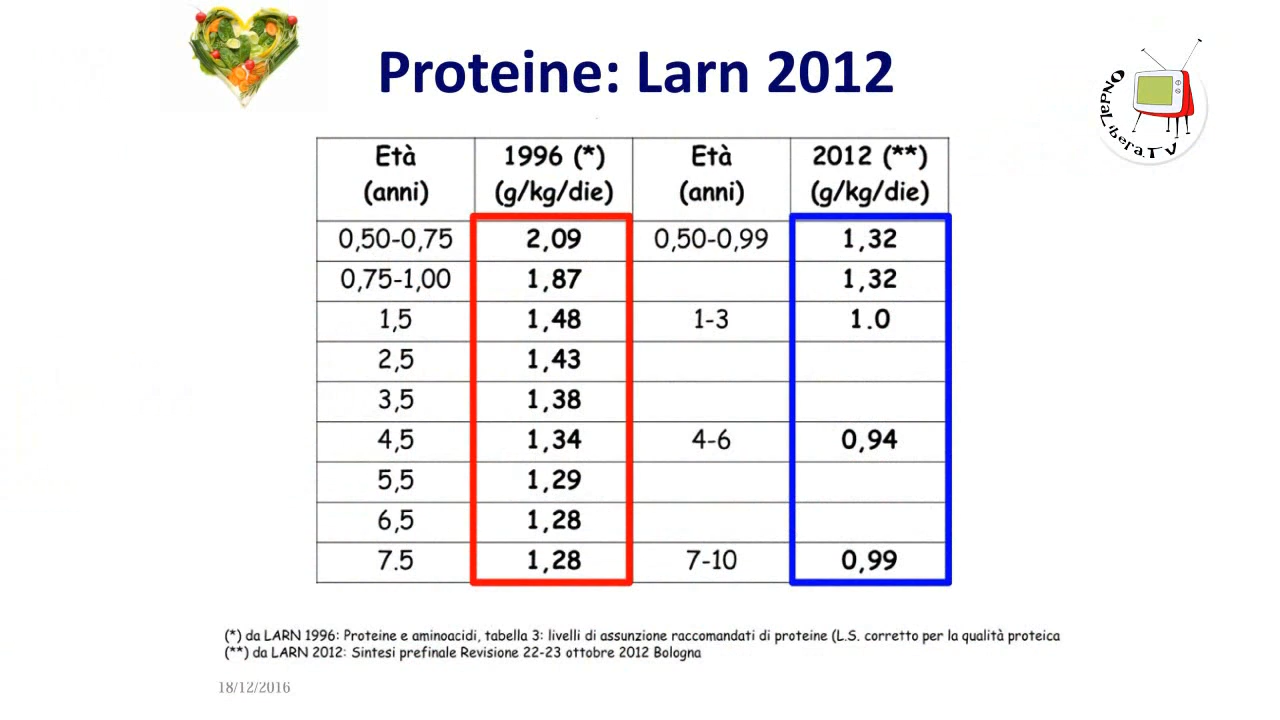 Proteine: Larn 2012
OndaLibera.TV
Età (anni) 1996 (*) (g/kg/die) Età (anni) 2012 (**) (g/kg/die)
0,50-0,75 2,09 0,50-0,99 1,32
0,75-1,00 1,87 1,32
1,5 1,48 1-3 1.0
2,5 1,43
3,5 1,38
4,5 1,34 4-6 0,94
5,5 1,29
6,5 1,28
7.5 1,28 7-10 0,99
(*) da LARN 1996: Proteine e aminoacidi, tabella 3: livelli di assunzione raccomandati di proteine (L.S. corretto per la qualità proteica
(**) da LARN 2012: Sintesi prefinale Revisione 22-23 ottobre 2012 Bologna
18/12/2016